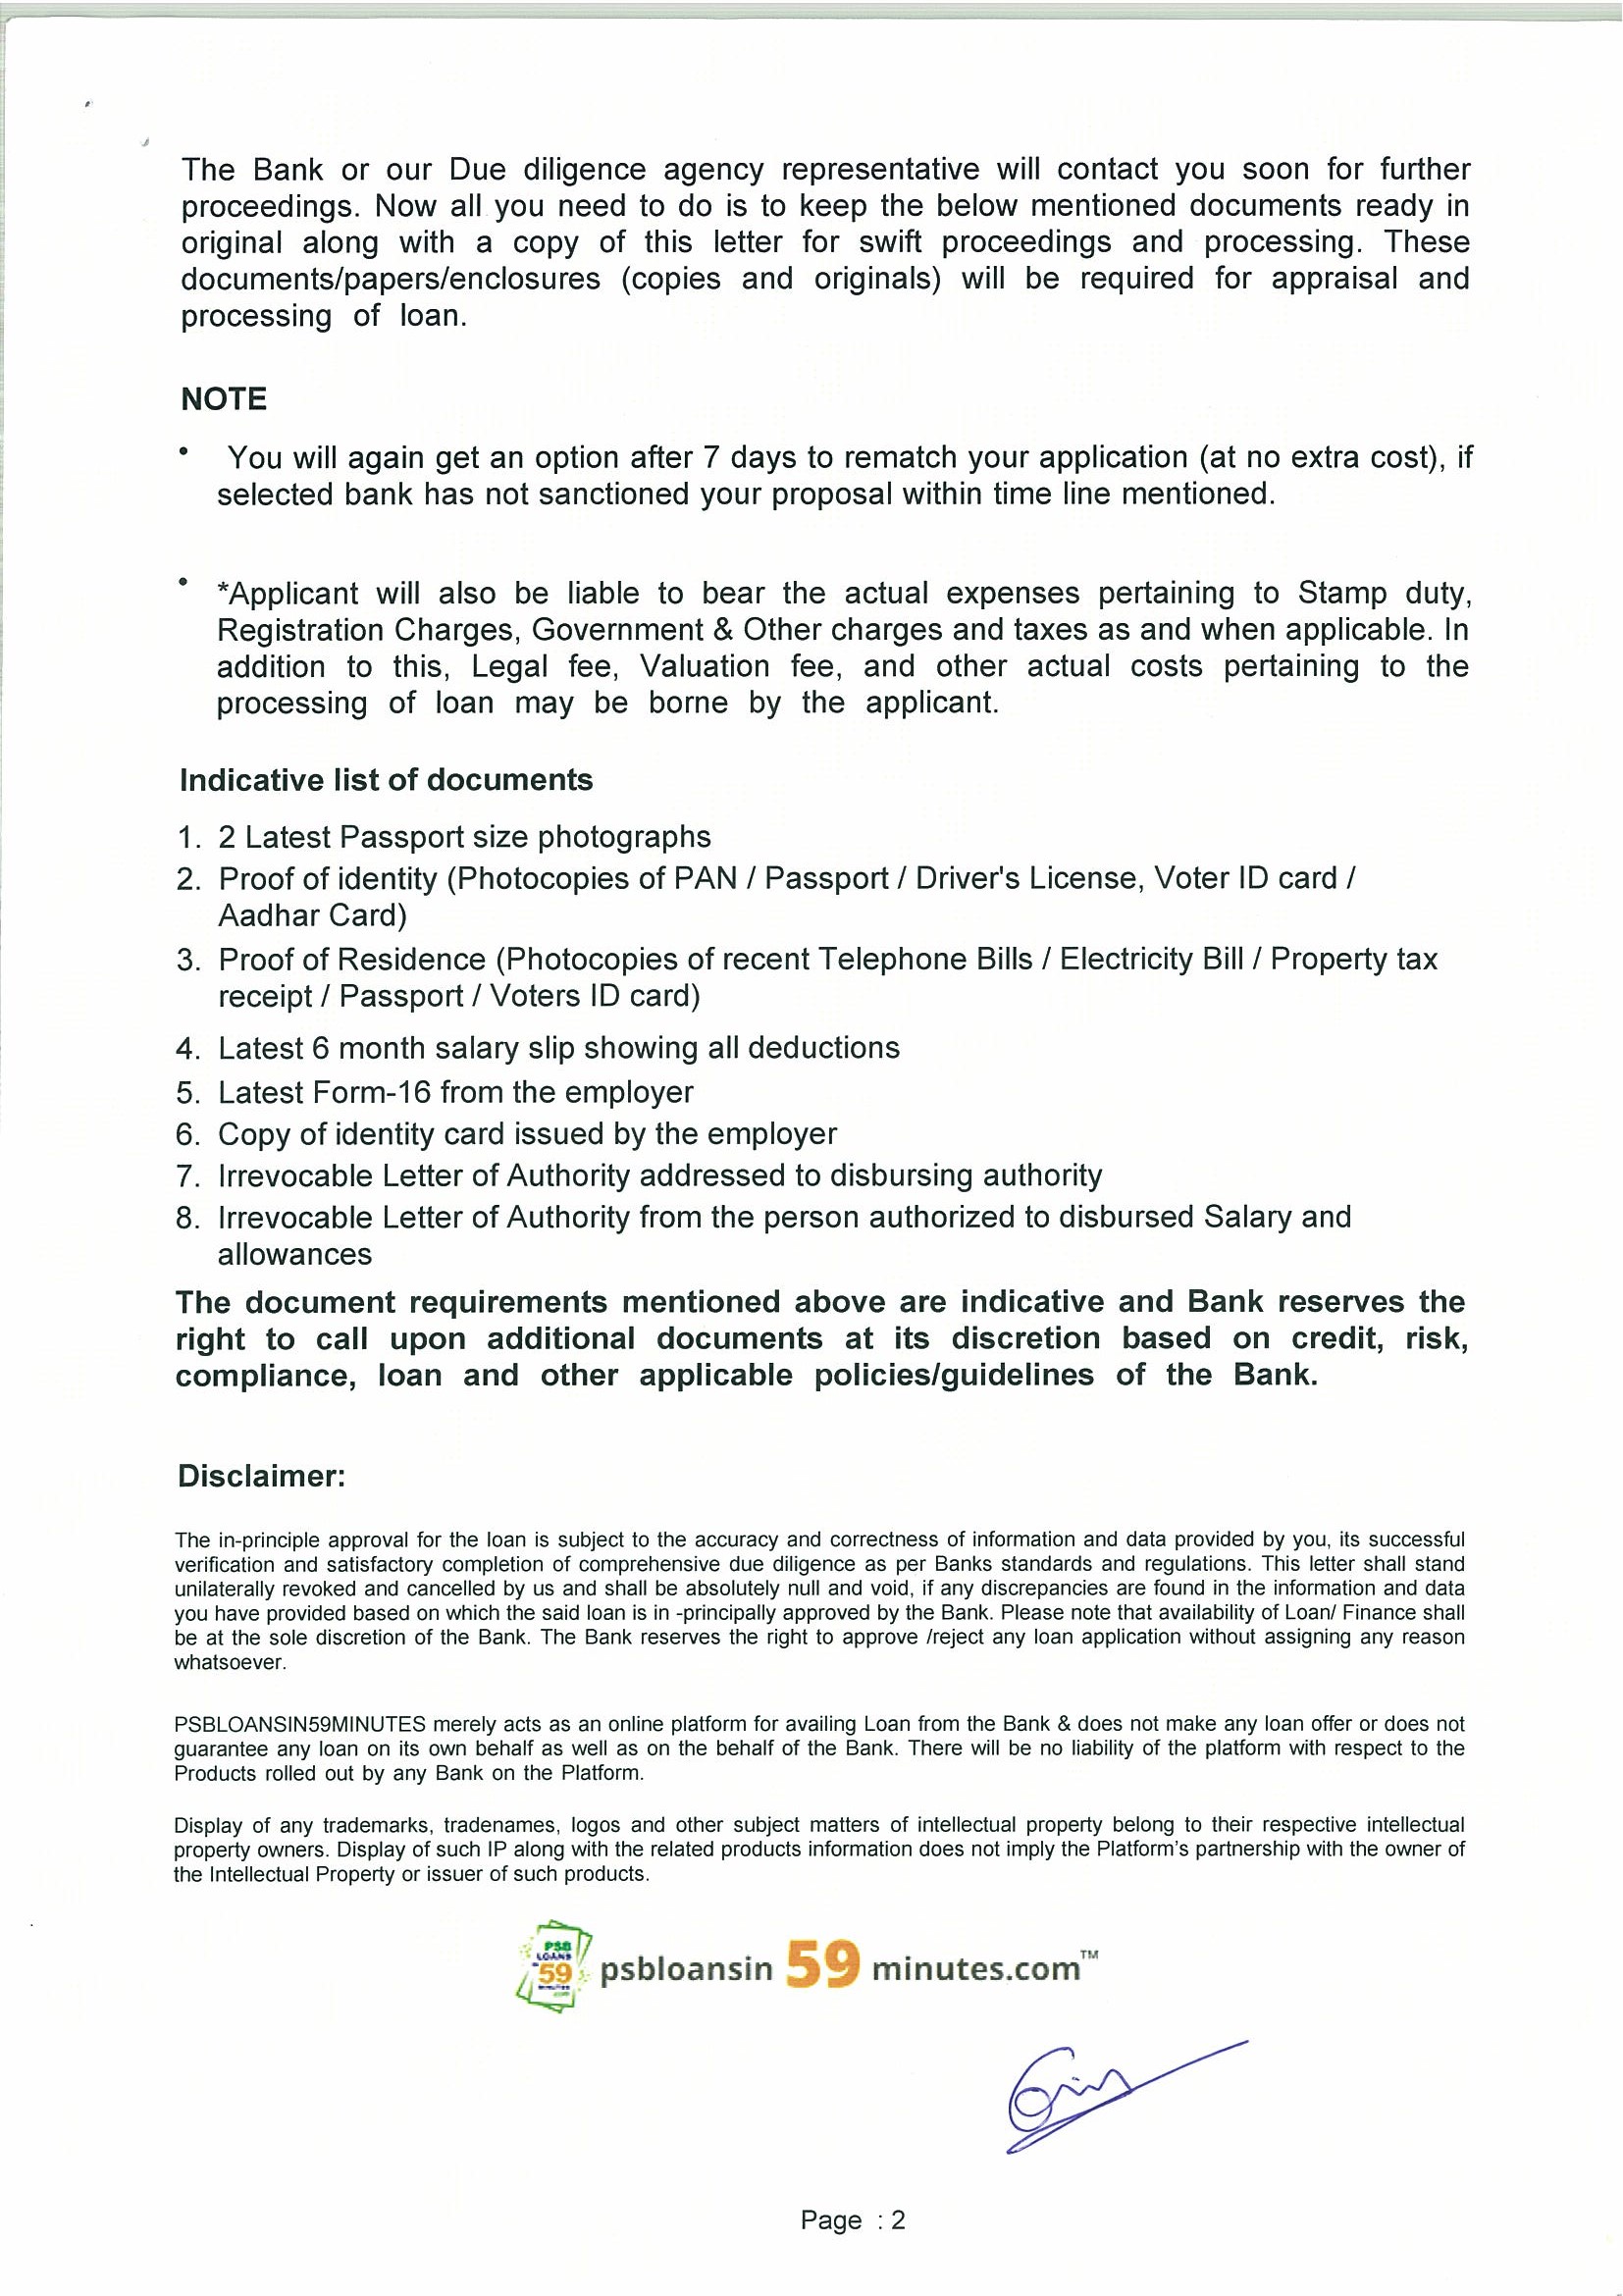 The Bank or our Due diligence agency representative will contact you soon for further
proceedings. Now all you need to do is to keep the below mentioned documents ready in
original along with a copy of this letter for swift proceedings and processing. These
documents/papers/enclosures (copies and originals) will be required for appraisal and
processing of loan.
NOTE
• You will again get an option after 7 days to rematch your application (at no extra cost), if
selected bank has not sanctioned your proposal within time line mentioned.
• *Applicant will also be liable to bear the actual expenses pertaining to Stamp duty,
Registration Charges, Government & Other charges and taxes as and when applicable. In
addition to this, Legal fee, Valuation fee, and other actual costs pertaining to the
processing of loan may be borne by the applicant.
Indicative list of documents
1. 2 Latest Passport size photographs
2. Proof of identity (Photocopies of PAN / Passport / Driver's License, Voter ID card /
Aadhar Card)
3. Proof of Residence (Photocopies of recent Telephone Bills / Electricity Bill / Property tax
receipt / Passport / Voters ID card)
4. Latest 6 month salary slip showing all deductions
5. Latest Form-16 from the employer
6. Copy of identity card issued by the employer
7. Irrevocable Letter of Authority addressed to disbursing authority
8. Irrevocable Letter of Authority from the person authorized to disbursed Salary and
allowances
The document requirements mentioned above are indicative and Bank reserves the
right to call upon additional documents at its discretion based on credit, risk,
compliance, loan and other applicable policies/guidelines of the Bank.
Disclaimer:
The in-principle approval for the loan is subject to the accuracy and correctness of information and data provided by you, its successful
verification and satisfactory completion of comprehensive due diligence as per Banks standards and regulations. This letter shall stand
unilaterally revoked and cancelled by us and shall be absolutely null and void, if any discrepancies are found in the information and data
you have provided based on which the said loan is in -principally approved by the Bank. Please note that availability of Loan/ Finance shall
be at the sole discretion of the Bank. The Bank reserves the right to approve /reject any loan application without assigning any reason
whatsoever.
PSBLOANSIN59MINUTES merely acts as an online platform for availing Loan from the Bank & does not make any loan offer or does not
guarantee any loan on its own behalf as well as on the behalf of the Bank. There will be no liability of the platform with respect to the
Products rolled out by any Bank on the Platform.
Display of any trademarks, tradenames, logos and other subject matters of intellectual property belong to their respective intellectual
property owners. Display of such IP along with the related products information does not imply the Platform's partnership with the owner of
the Intellectual Property or issuer of such products.
PSB
LOANS
59
psbloansin 59 minutes.com™
Page : 2